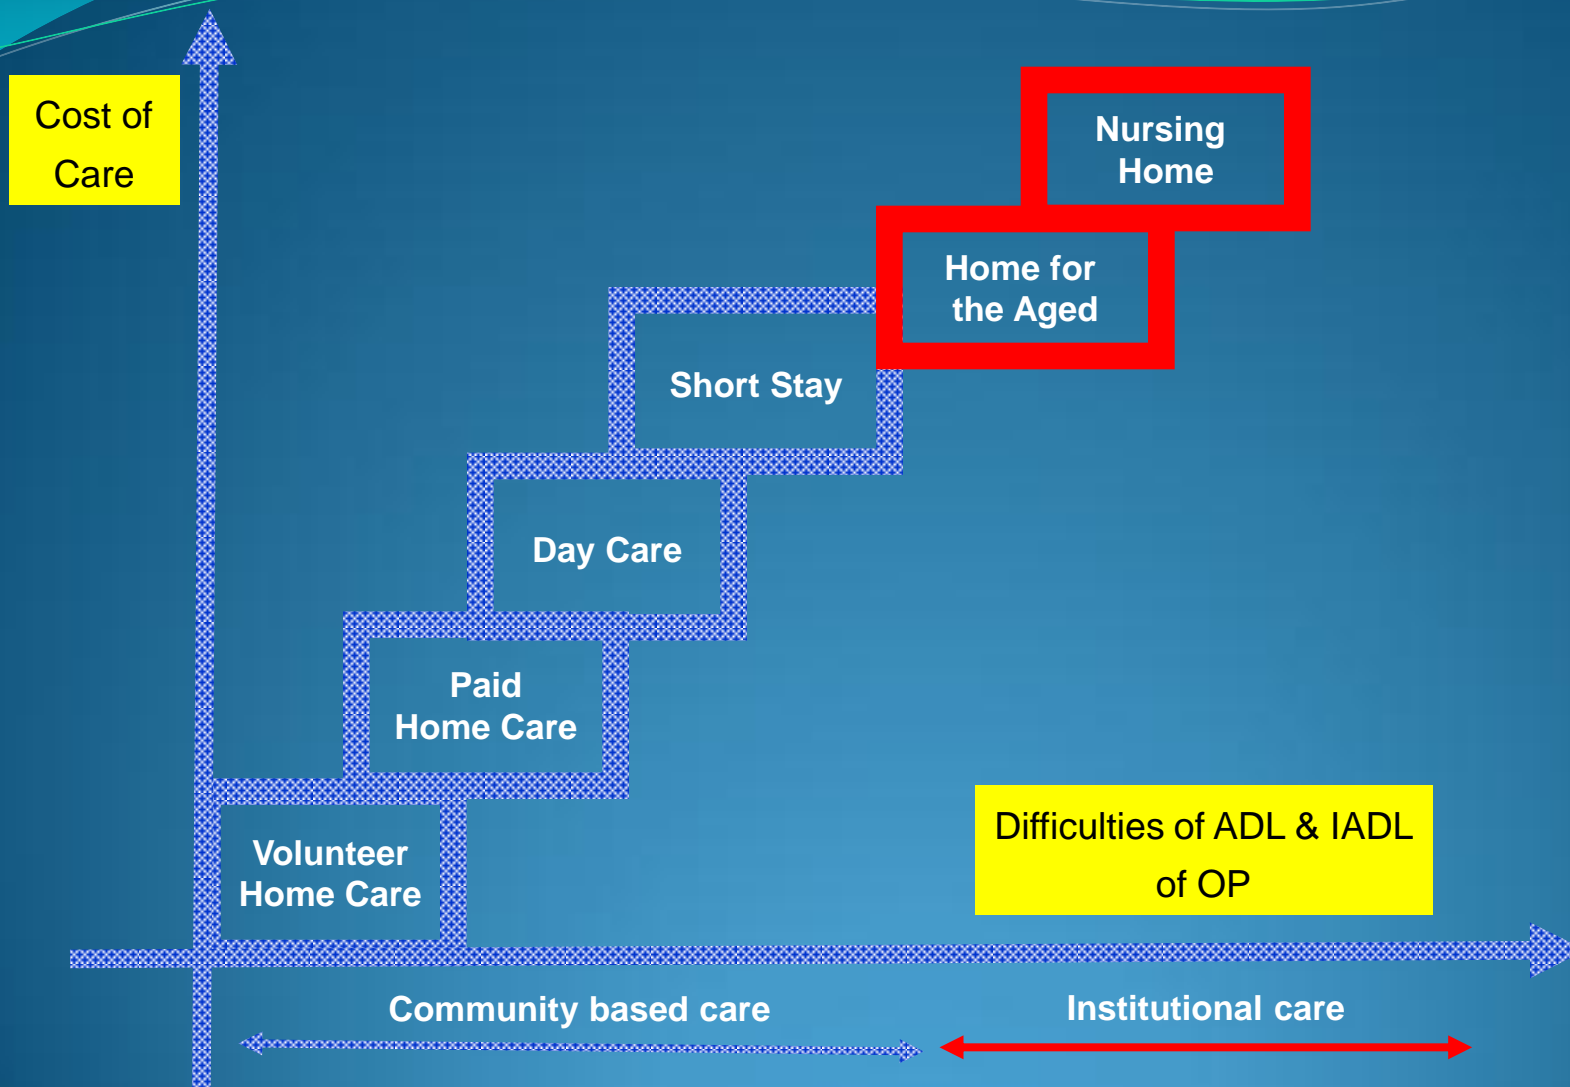 Cost of
Care
Nursing
Home
Home for
the Aged
Short Stay
Day Care
Paid
Home Care
Volunteer
Home Care
Difficulties of ADL & IADL
of OP
Community based care
Institutional care